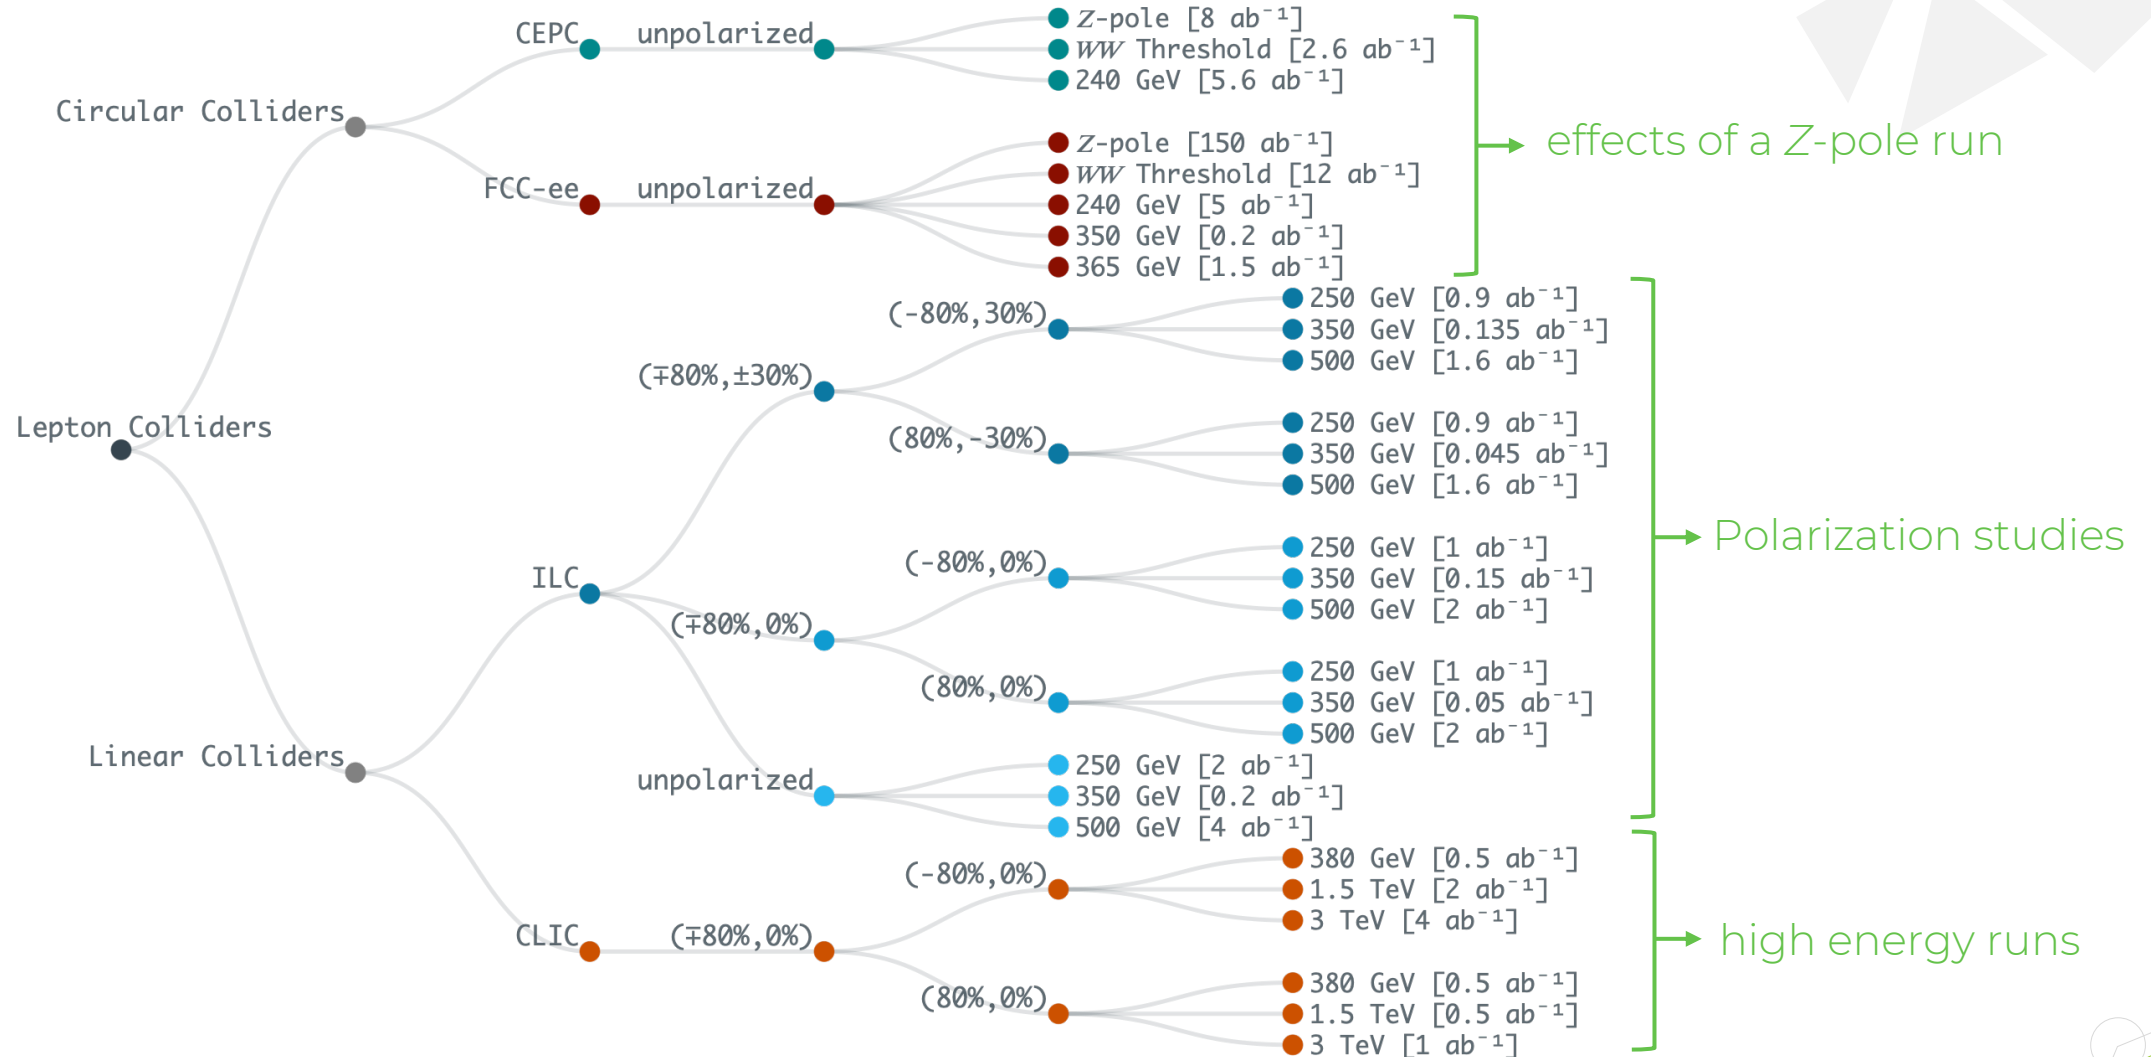 Lepton Colliders
Circular Colliders
CEPC
unpolarized
Z-pole [8 ab⁻¹]
WW Threshold [2.6 ab⁻¹]
240 GeV [5.6 ab⁻¹]
FCC-ee
unpolarized
Z-pole [150 ab⁻¹]
WW Threshold [12 ab⁻¹]
240 GeV [5 ab⁻¹]
350 GeV [0.2 ab⁻¹]
365 GeV [1.5 ab⁻¹]
effects of a Z-pole run
Linear Colliders
ILC
(∓80%,±30%)
(-80%,30%)
250 GeV [0.9 ab⁻¹]
350 GeV [0.135 ab⁻¹]
500 GeV [1.6 ab⁻¹]
(80%,-30%)
250 GeV [0.9 ab⁻¹]
350 GeV [0.045 ab⁻¹]
500 GeV [1.6 ab⁻¹]
(∓80%,0%)
(-80%,0%)
250 GeV [1 ab⁻¹]
350 GeV [0.15 ab⁻¹]
500 GeV [2 ab⁻¹]
(80%,0%)
250 GeV [1 ab⁻¹]
350 GeV [0.05 ab⁻¹]
500 GeV [2 ab⁻¹]
unpolarized
250 GeV [2 ab⁻¹]
350 GeV [0.2 ab⁻¹]
500 GeV [4 ab⁻¹]
Polarization studies
CLIC
(∓80%,0%)
(-80%,0%)
380 GeV [0.5 ab⁻¹]
1.5 TeV [2 ab⁻¹]
3 TeV [4 ab⁻¹]
(80%,0%)
380 GeV [0.5 ab⁻¹]
1.5 TeV [0.5 ab⁻¹]
3 TeV [1 ab⁻¹]
high energy runs